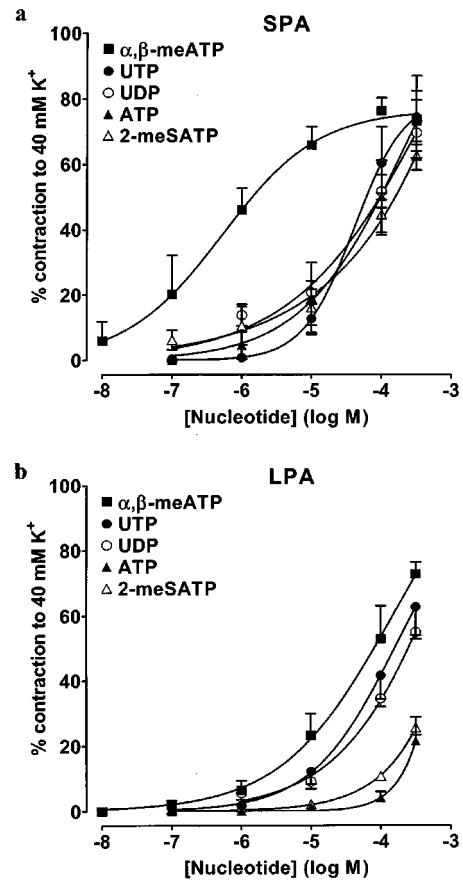 a
SPA
α,β-meATP
UTP
UDP
ATP
2-meSATP
% contraction to 40 mM K+
100
80
60
40
20
0
-8 -7 -6 -5 -4 -3
[Nucleotide] (log M)
b
LPA
α,β-meATP
UTP
UDP
ATP
2-meSATP
% contraction to 40 mM K+
100
80
60
40
20
0
-8 -7 -6 -5 -4 -3
[Nucleotide] (log M)